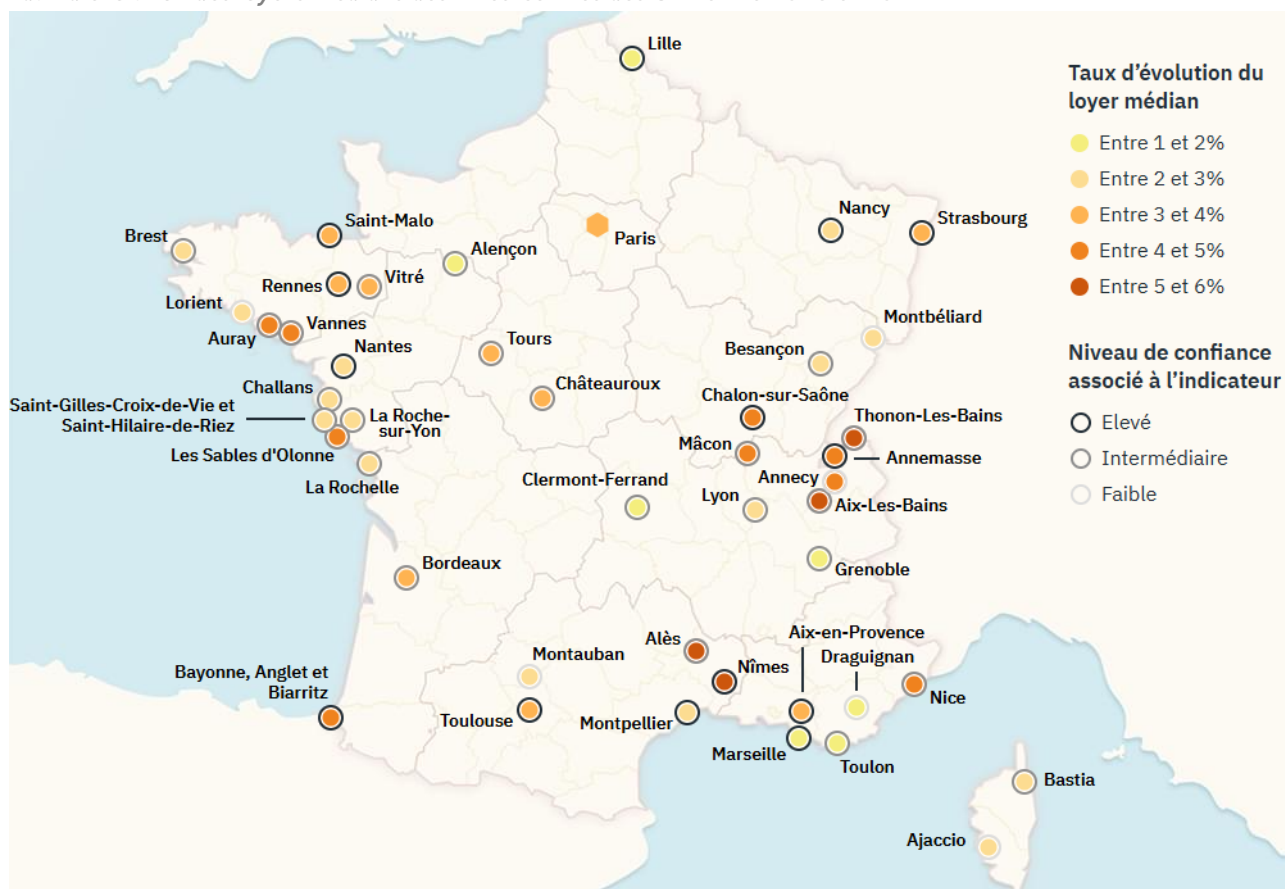 Lille
Taux d'évolution du
loyer médian
Entre 1 et 2%
Entre 2 et 3%
Entre 3 et 4%
Entre 4 et 5%
Entre 5 et 6%
Niveau de confiance
associé à l'indicateur
Elevé
Intermédiaire
Faible
Saint-Malo
Nancy
Strasbourg
Brest
Paris
Alençon
Rennes
Vitré
Lorient
Vannes
Auray
Montbéliard
Nantes
Tours
Besançon
Challans
Châteauroux
Chalon-sur-Saône
Saint-Gilles-Croix-de-Vie et
Saint-Hilaire-de-Riez
La Roche-
sur-Yon
Thonon-Les-Bains
Mâcon
Les Sables d'Olonne
Annemasse
La Rochelle
Clermont-Ferrand
Annecy
Lyon
Aix-Les-Bains
Bordeaux
Grenoble
Alès
Aix-en-Provence
Montauban
Draguignan
Bayonne, Anglet et
Biarritz
Nîmes
Nice
Toulouse
Montpellier
Marseille
Toulon
Bastia
Ajaccio